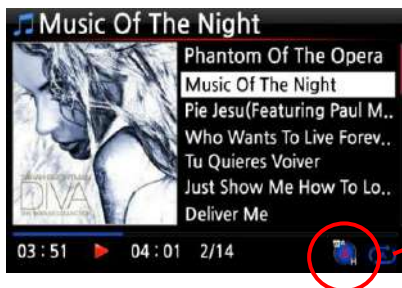 Music Of The Night
Phantom Of The Opera
Music Of The Night
Pie Jesu(Featuring Paul M..
Who Wants To Live Forev..
Tu Quieres Voiver
Just Show Me How To Lo..
Deliver Me
DIVA
03:51 04:01 2/14